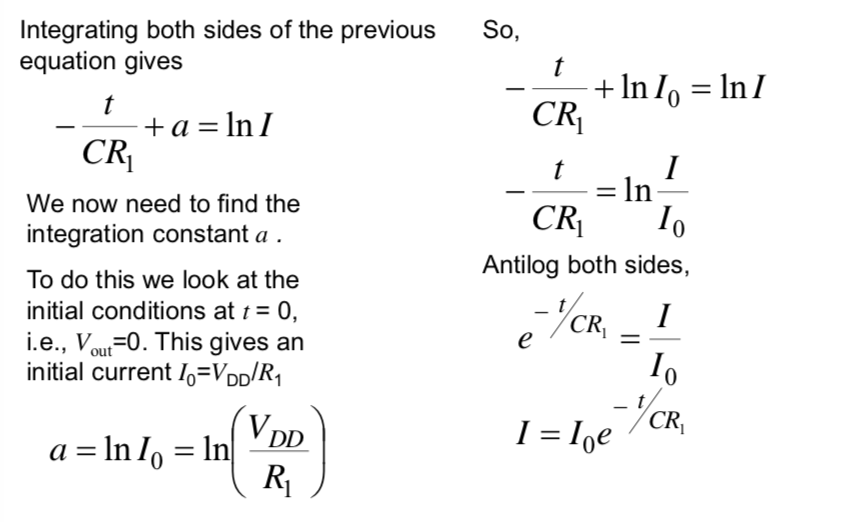 Integrating both sides of the previous
equation gives
$-\frac{t}{CR_1} + a = \ln I$
We now need to find the
integration constant a .
To do this we look at the
initial conditions at t = 0,
i.e., $V_{out}$=0. This gives an
initial current $I_0$=$V_{DD}$/$R_1$
$a = \ln I_0 = \ln\left(\frac{V_{DD}}{R_1}\right)$
So,
$-\frac{t}{CR_1} + \ln I_0 = \ln I$
$-\frac{t}{CR_1} = \ln \frac{I}{I_0}$
Antilog both sides,
$e^{-t/CR_1} = \frac{I}{I_0}$
$I = I_0 e^{-t/CR_1}$